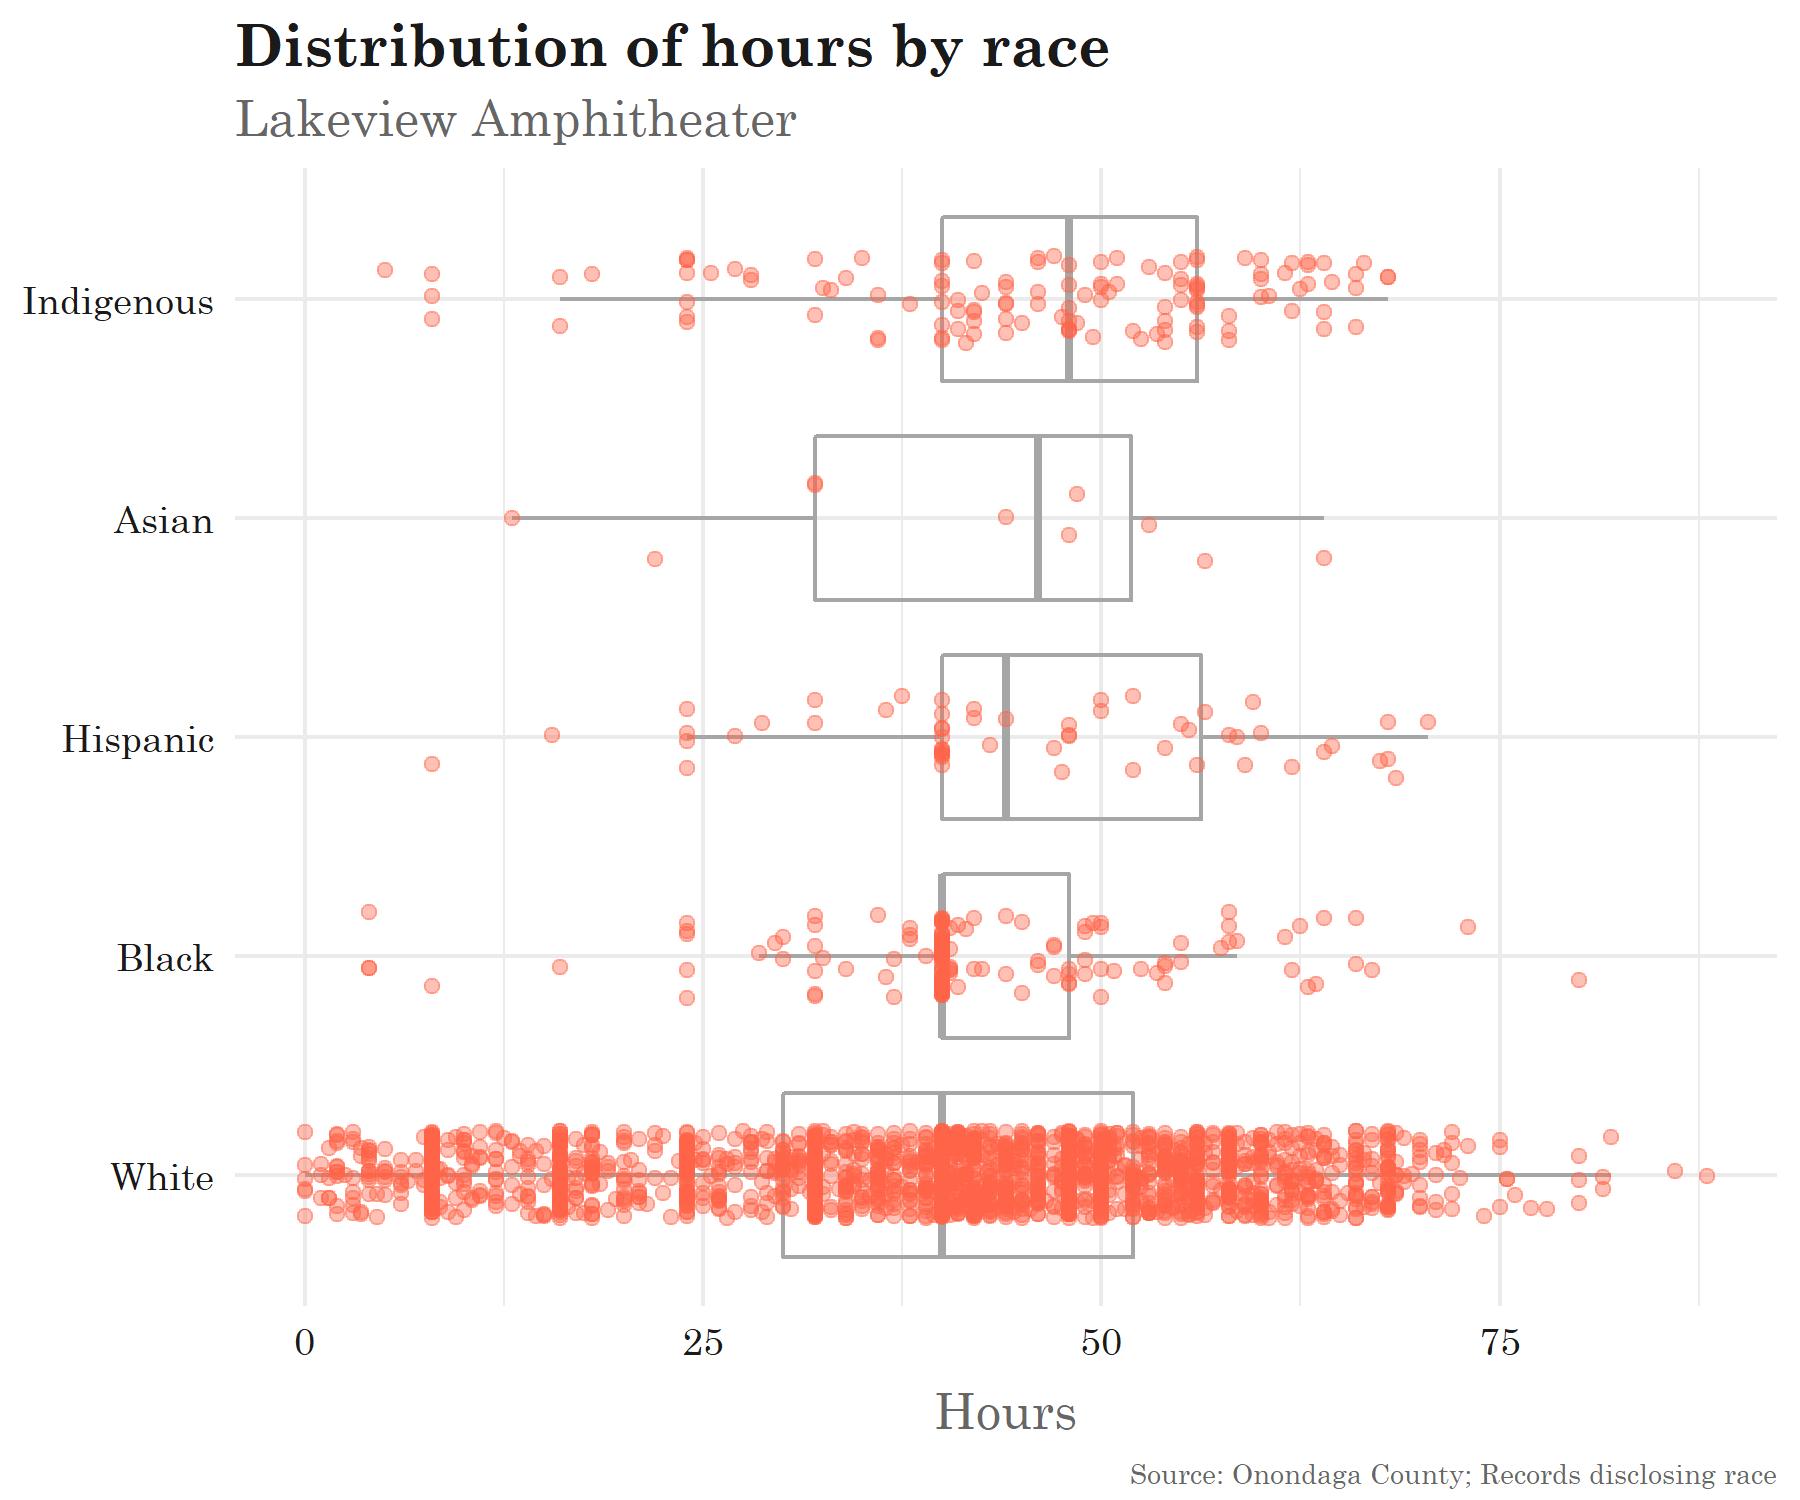 Distribution of hours by race
Lakeview Amphitheater
Indigenous
Asian
Hispanic
Black
White
0 25 50 75
Hours
Source: Onondaga County; Records disclosing race